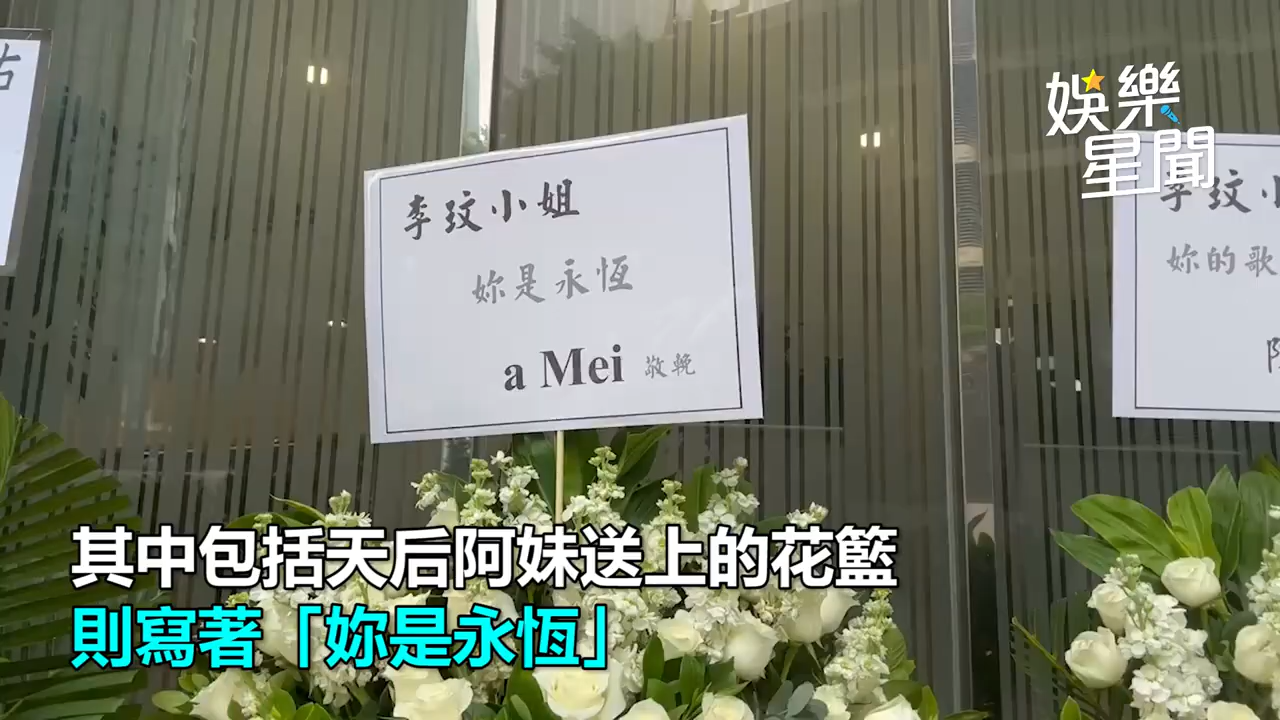 娛樂
星聞
李玟小姐
妳是永恆
a Mei 敬輓
李玟小
妳的歌
其中包括天后阿妹送上的花籃
則寫著「妳是永恆」